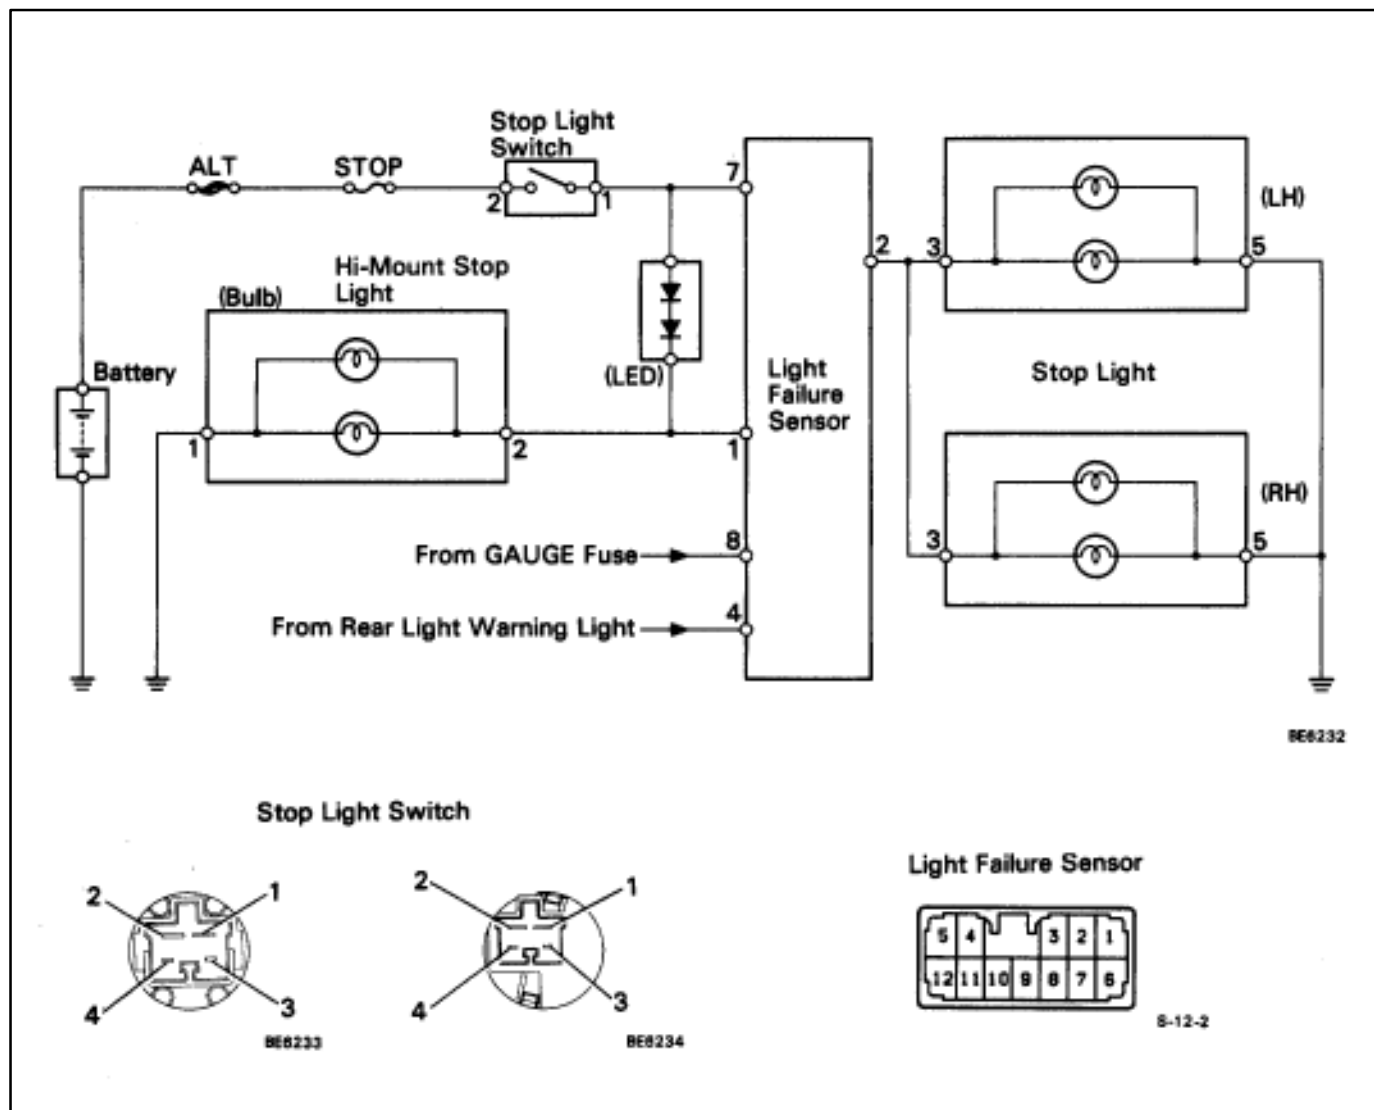 Stop Light
Switch
ALT
STOP
2
1
7
(LH)
2
3
5
Hi-Mount Stop
Light
(Bulb)
Battery
(LED)
Light
Failure
Sensor
Stop Light
1
2
1
(RH)
3
5
From GAUGE Fuse
8
From Rear Light Warning Light
4
BE6232
Stop Light Switch
2
1
4
3
BE6233
2
1
4
3
BE6234
Light Failure Sensor
5 4 3 2 1
12 11 10 9 8 7 6
S-12-2